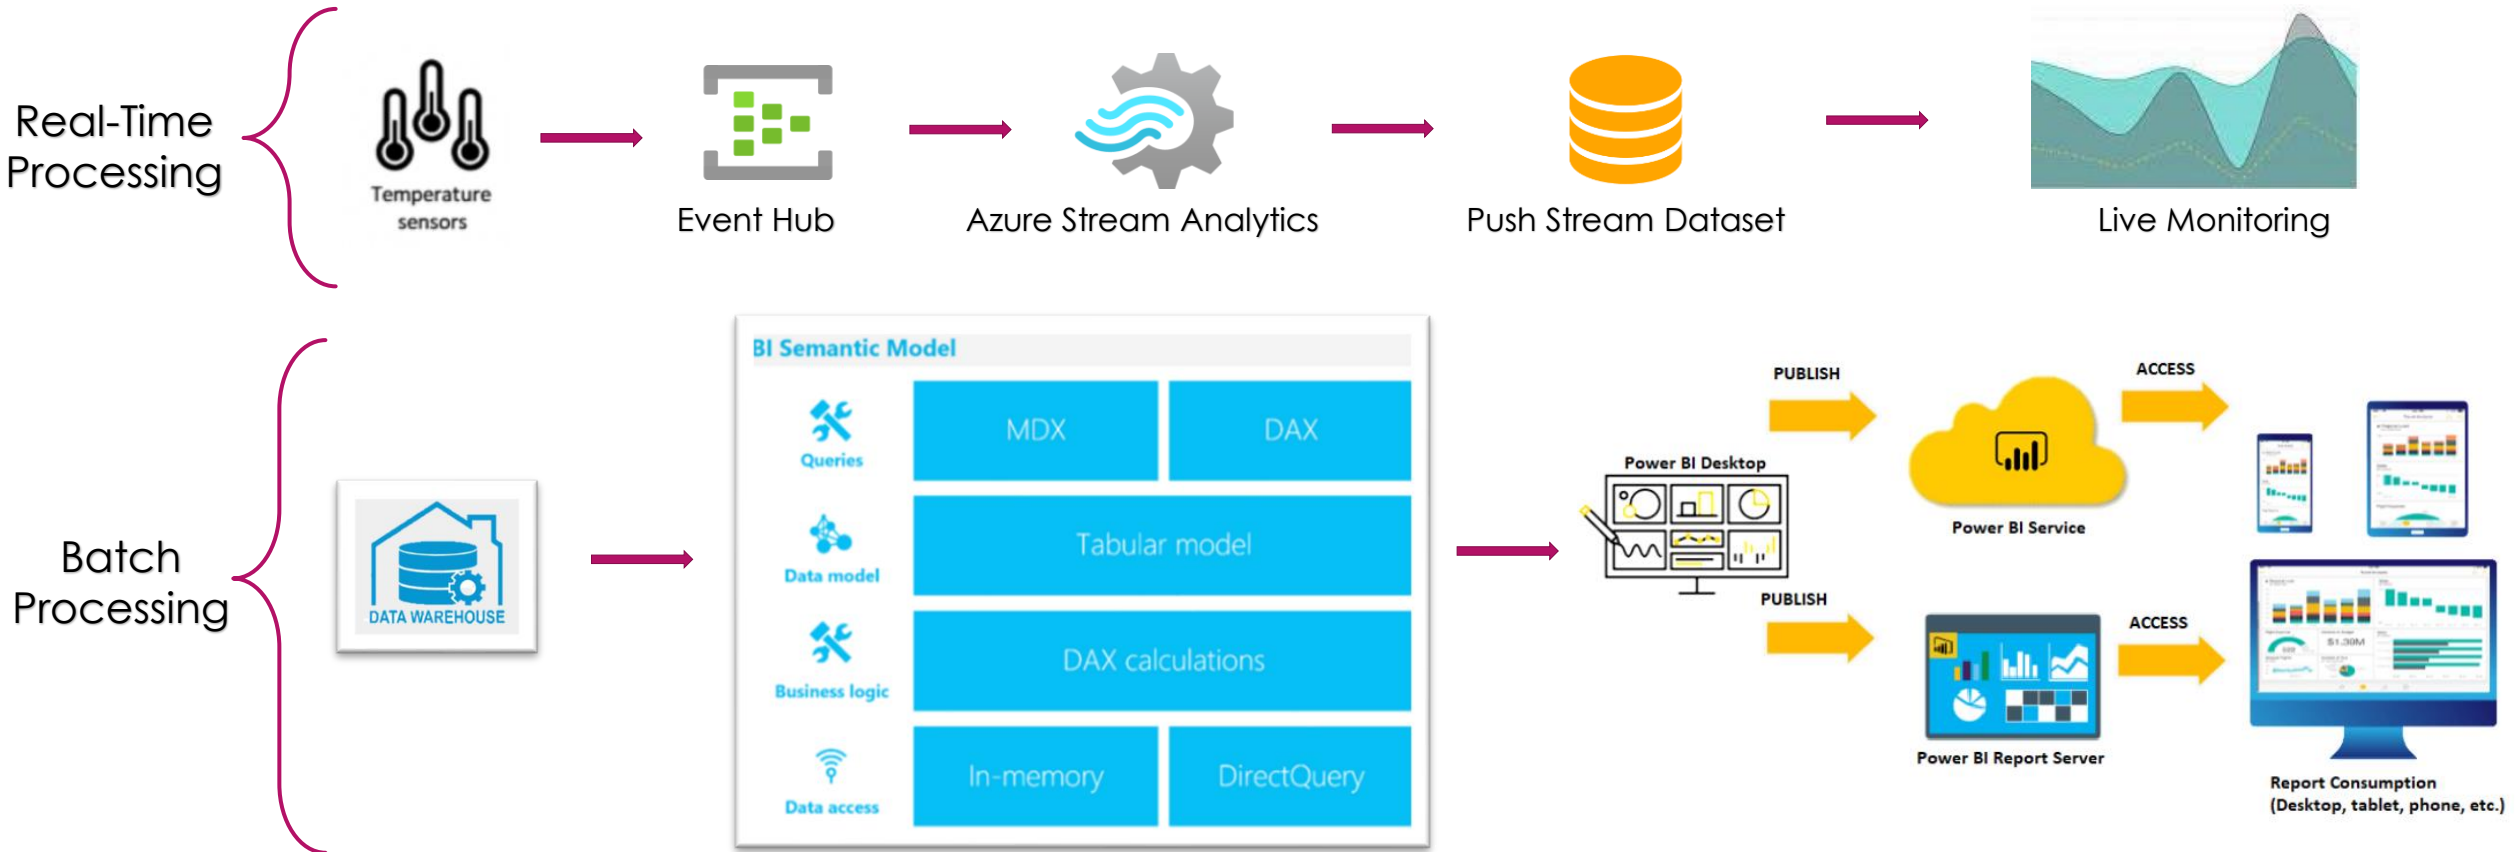 Real-Time
Processing
Temperature
sensors
Event Hub
Azure Stream Analytics
Push Stream Dataset
Live Monitoring
Batch
Processing
DATA WAREHOUSE
BI Semantic Model
Queries
MDX
DAX
Data model
Tabular model
Business logic
DAX calculations
Data access
In-memory
DirectQuery
Power BI Desktop
PUBLISH
PUBLISH
Power BI Service
Power BI Report Server
ACCESS
ACCESS
$1.30M
Report Consumption
(Desktop, tablet, phone, etc.)